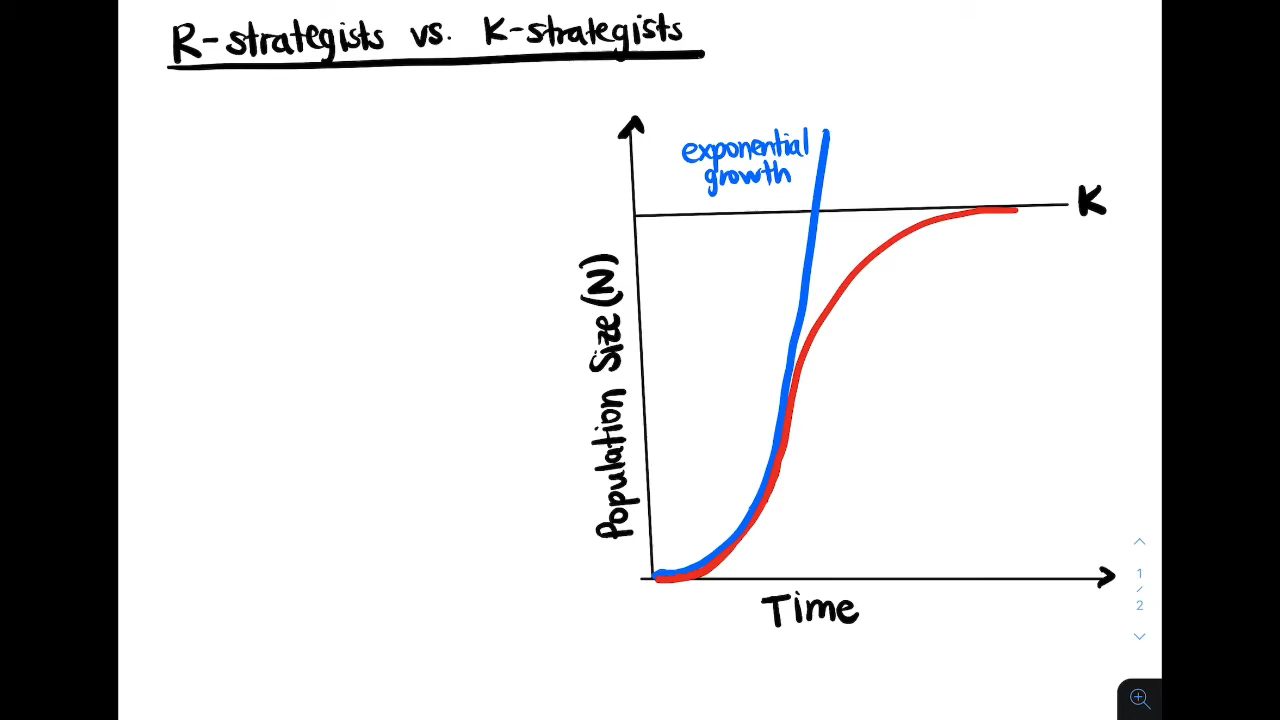 R-strategists vs. K-strategists
exponential
growth
K
Population Size (N)
Time
1
/
2